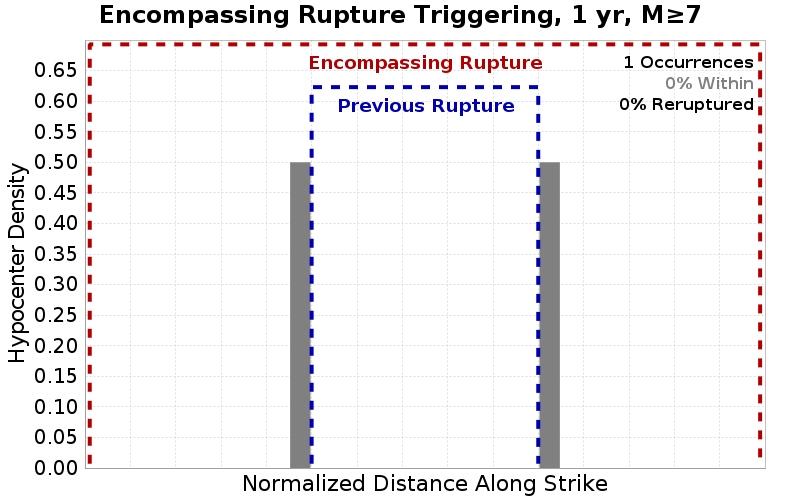 Encompassing Rupture Triggering, 1 yr, M≥7
Encompassing Rupture
1 Occurrences
0% Within
Previous Rupture
0% Reruptured
Hypocenter Density
0.65
0.60
0.55
0.50
0.45
0.40
0.35
0.30
0.25
0.20
0.15
0.10
0.05
0.00
Normalized Distance Along Strike